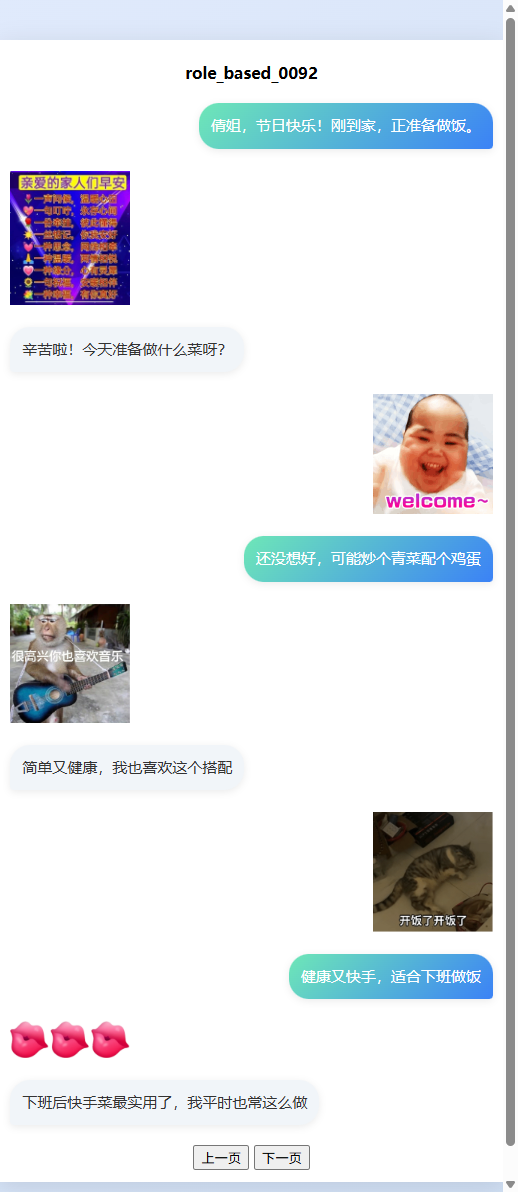 role_based_0092
倩姐，节日快乐！刚到家，正准备做饭。
亲爱的家人们早安
辛苦啦！今天准备做什么菜呀？
welcome~
还没想好，可能炒个青菜配个鸡蛋
很高兴你也喜欢音乐
简单又健康，我也喜欢这个搭配
开饭了开饭了
健康又快手，适合下班做饭
下班后快手菜最实用了，我平时也常这么做
上一页 下一页